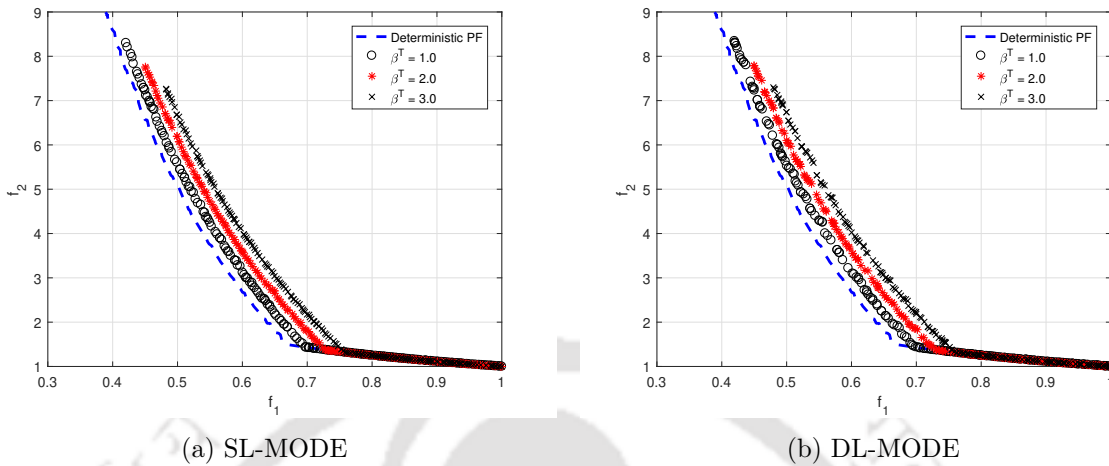 9
8
7
6
5
4
3
2
1
f2
0.3 0.4 0.5 0.6 0.7 0.8 0.9 1
f1
Deterministic PF
βT = 1.0
βT = 2.0
βT = 3.0
(a) SL-MODE
9
8
7
6
5
4
3
2
1
f2
0.3 0.4 0.5 0.6 0.7 0.8 0.9 1
f1
Deterministic PF
βT = 1.0
βT = 2.0
βT = 3.0
(b) DL-MODE